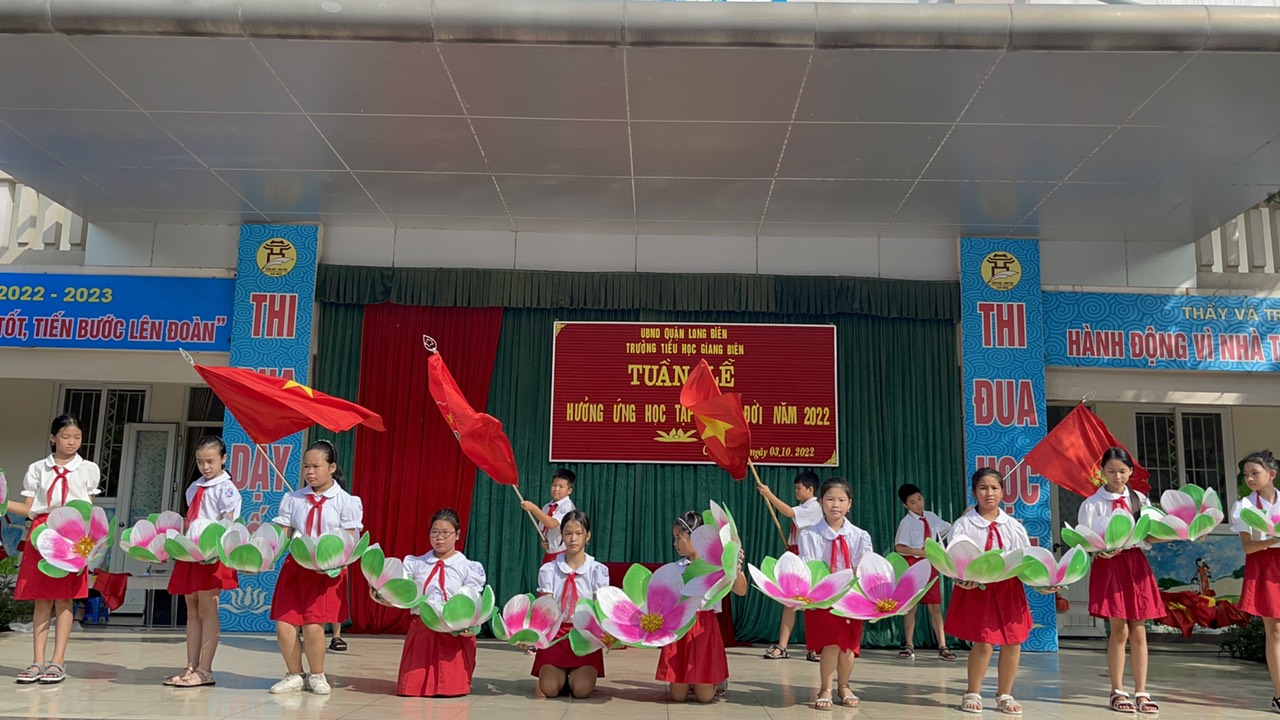 2022 - 2023
TỐT, TIẾN BƯỚC LÊN ĐOÀN"
THI
DẠY
UBND QUẬN LONG BIÊN
TRƯỜNG TIỂU HỌC GIANG BIÊN
TUẦN LỄ
HƯỞNG ỨNG HỌC TẬP ĐỜI NĂM 2022
ngày 03.10.2022
THI
ĐUA
HỌC
THẦY VÀ TR
HÀNH ĐỘNG VÌ NHÀ T